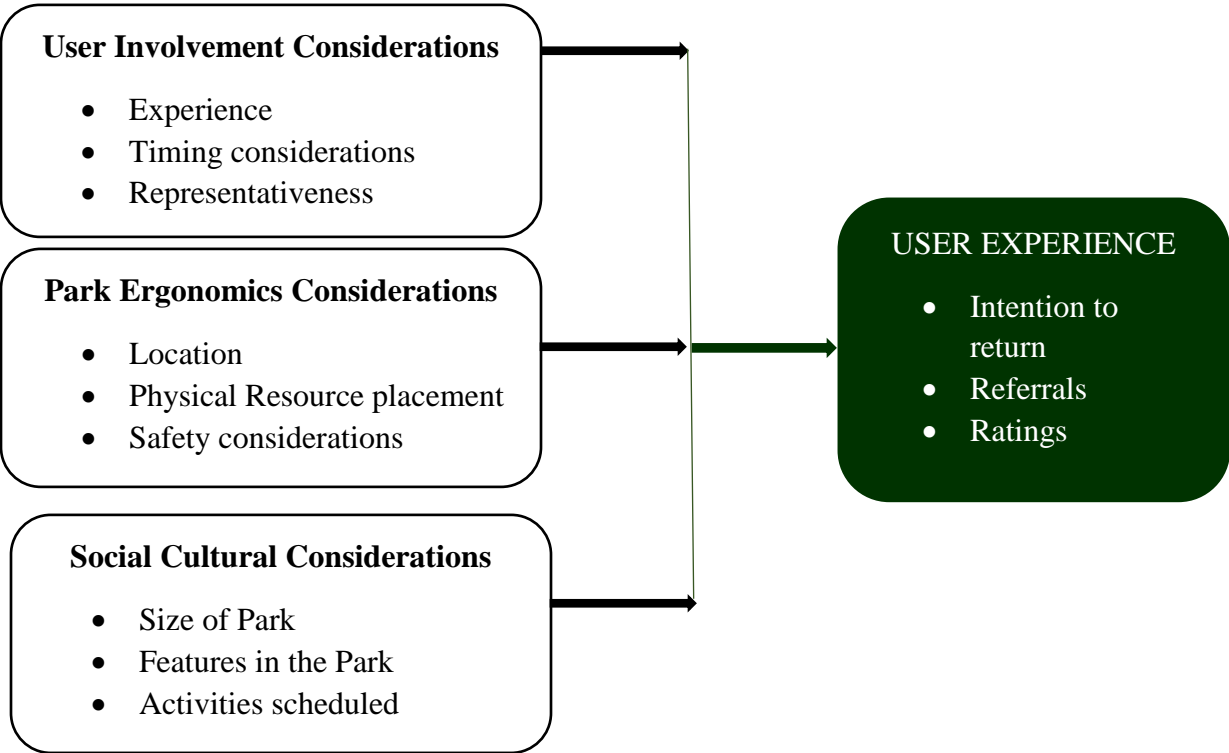 User Involvement Considerations
• Experience
• Timing considerations
• Representativeness
Park Ergonomics Considerations
• Location
• Physical Resource placement
• Safety considerations
Social Cultural Considerations
• Size of Park
• Features in the Park
• Activities scheduled
USER EXPERIENCE
• Intention to
return
• Referrals
• Ratings